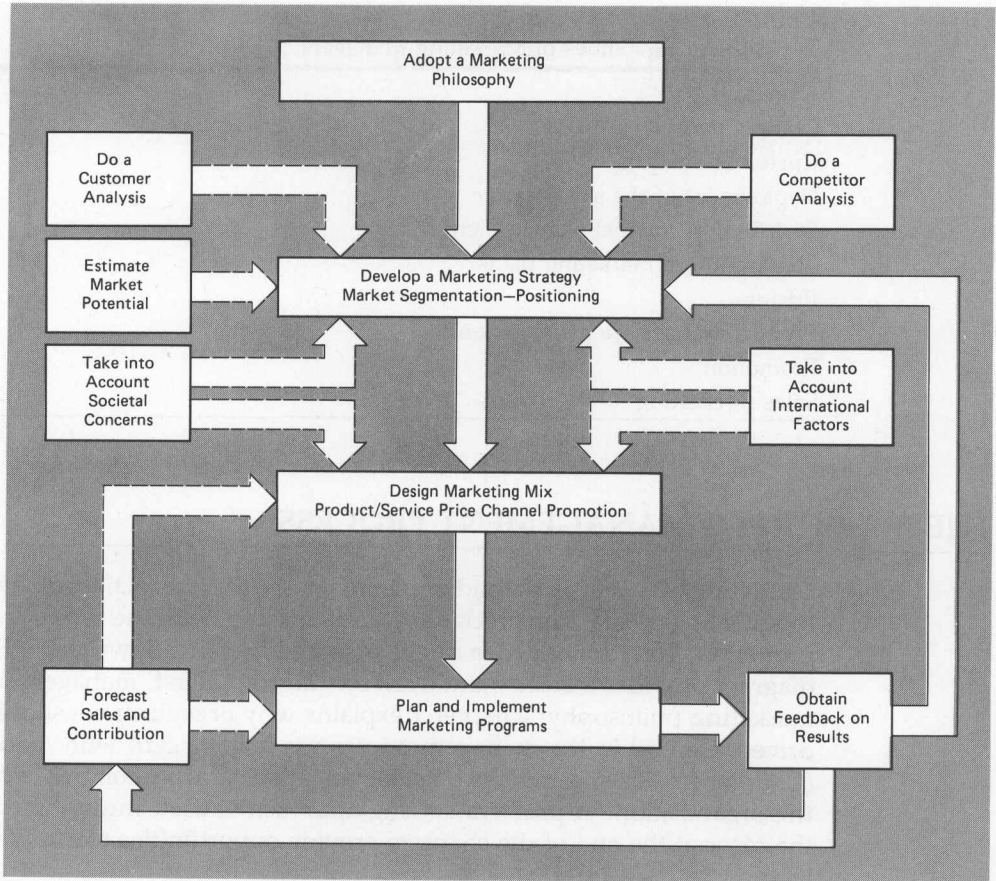 Adopt a Marketing
Philosophy
Do a
Customer
Analysis
Do a
Competitor
Analysis
Estimate
Market
Potential
Develop a Marketing Strategy
Market Segmentation—Positioning
Take into
Account
Societal
Concerns
Take into
Account
International
Factors
Design Marketing Mix
Product/Service Price Channel Promotion
Forecast
Sales and
Contribution
Plan and Implement
Marketing Programs
Obtain
Feedback on
Results